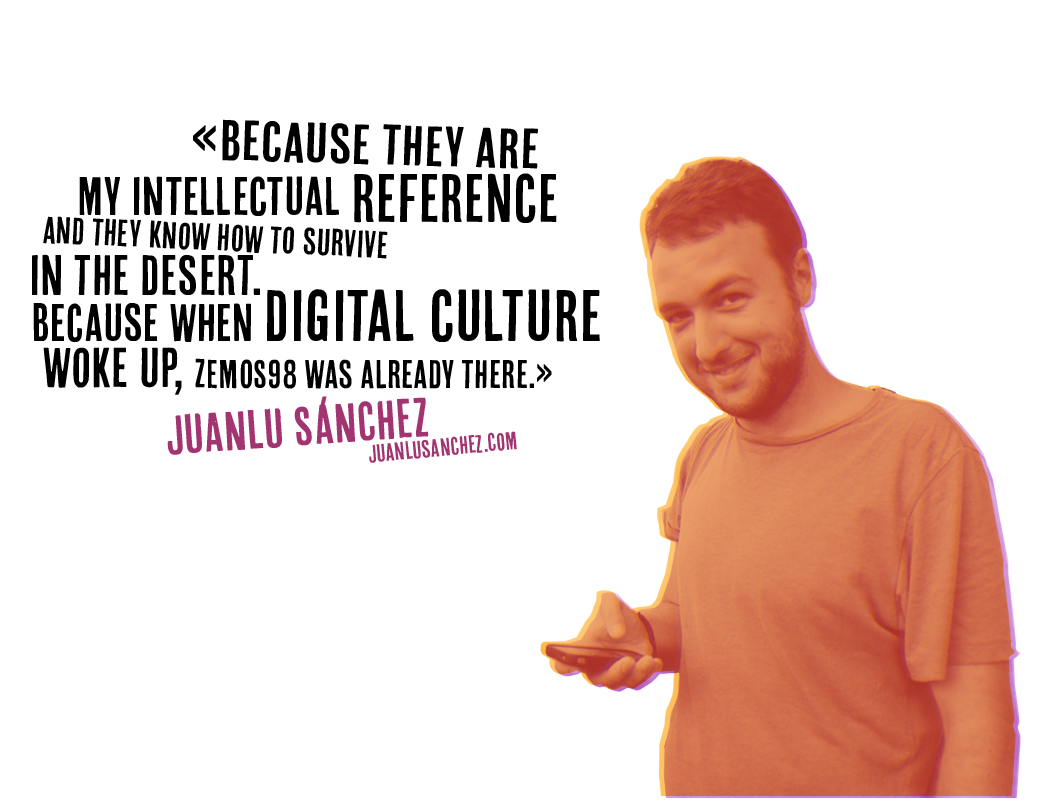 «BECAUSE THEY ARE
MY INTELLECTUAL REFERENCE
AND THEY KNOW HOW TO SURVIVE
IN THE DESERT.
BECAUSE WHEN DIGITAL CULTURE
WOKE UP, ZEMOS98 WAS ALREADY THERE.»
JUANLU SÁNCHEZ
JUANLUSANCHEZ.COM